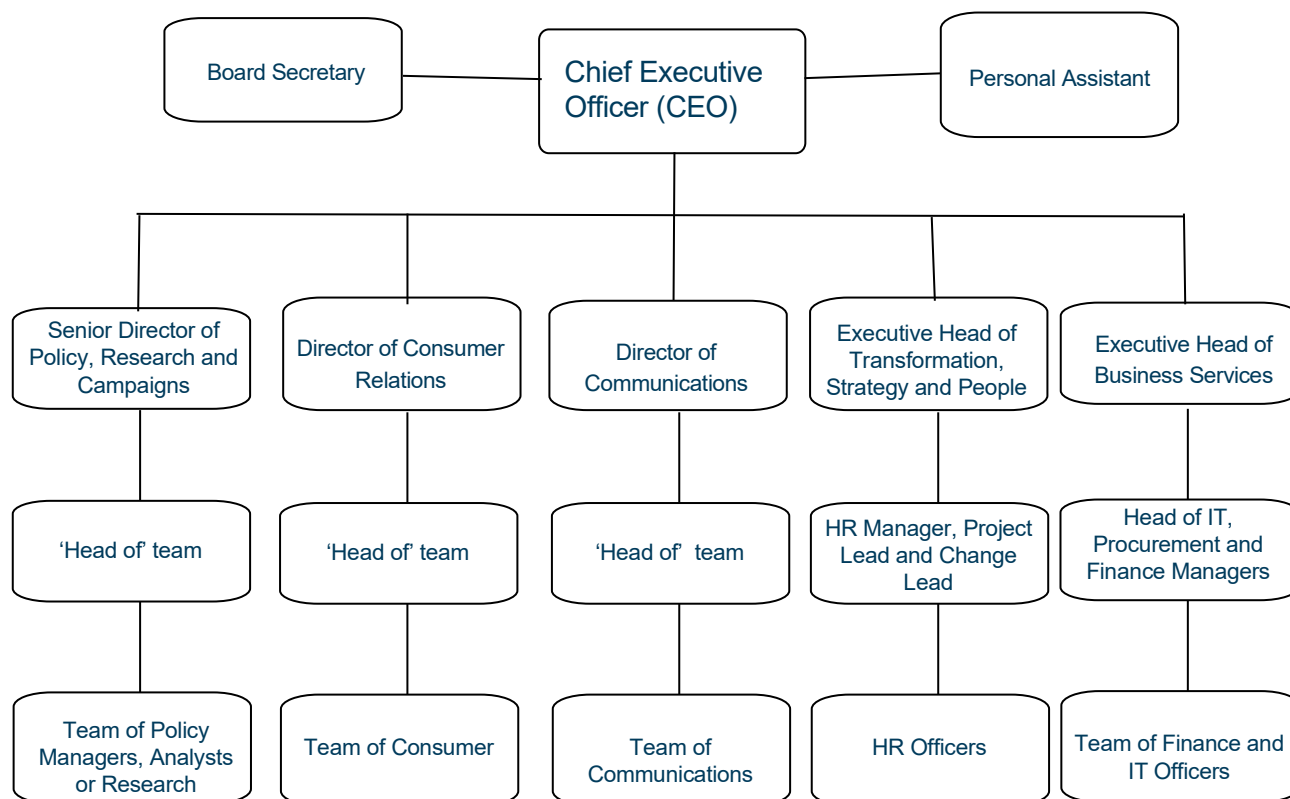 Board Secretary
Chief Executive
Officer (CEO)
Personal Assistant
Senior Director of
Policy, Research and
Campaigns
Director of Consumer
Relations
Director of
Communications
Executive Head of
Transformation,
Strategy and People
Executive Head of
Business Services
‘Head of’ team
‘Head of’ team
‘Head of’ team
HR Manager, Project
Lead and Change
Lead
Head of IT,
Procurement and
Finance Managers
Team of Policy
Managers, Analysts
or Research
Team of Consumer
Team of
Communications
HR Officers
Team of Finance and
IT Officers